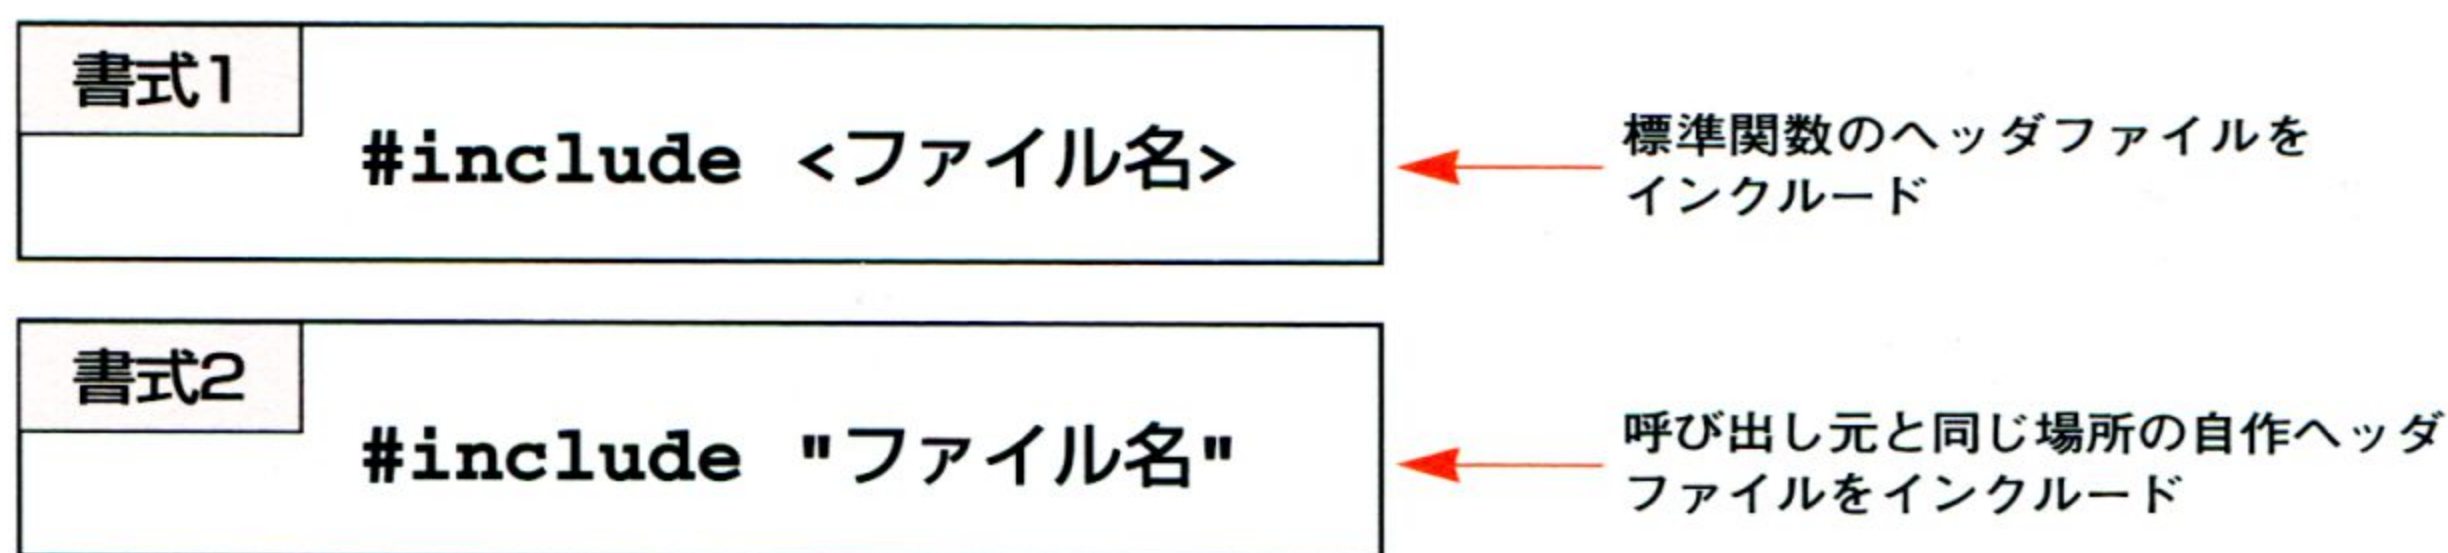 書式1
#include <ファイル名>
標準関数のヘッダファイルを
インクルード
書式2
#include "ファイル名"
呼び出し元と同じ場所の自作ヘッダ
ファイルをインクルード